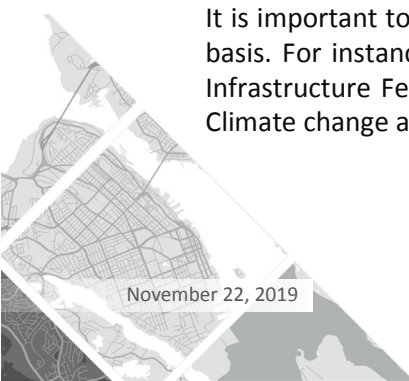 It is important to
basis. For instanc
Infrastructure Fe
Climate change a
November 22, 2019